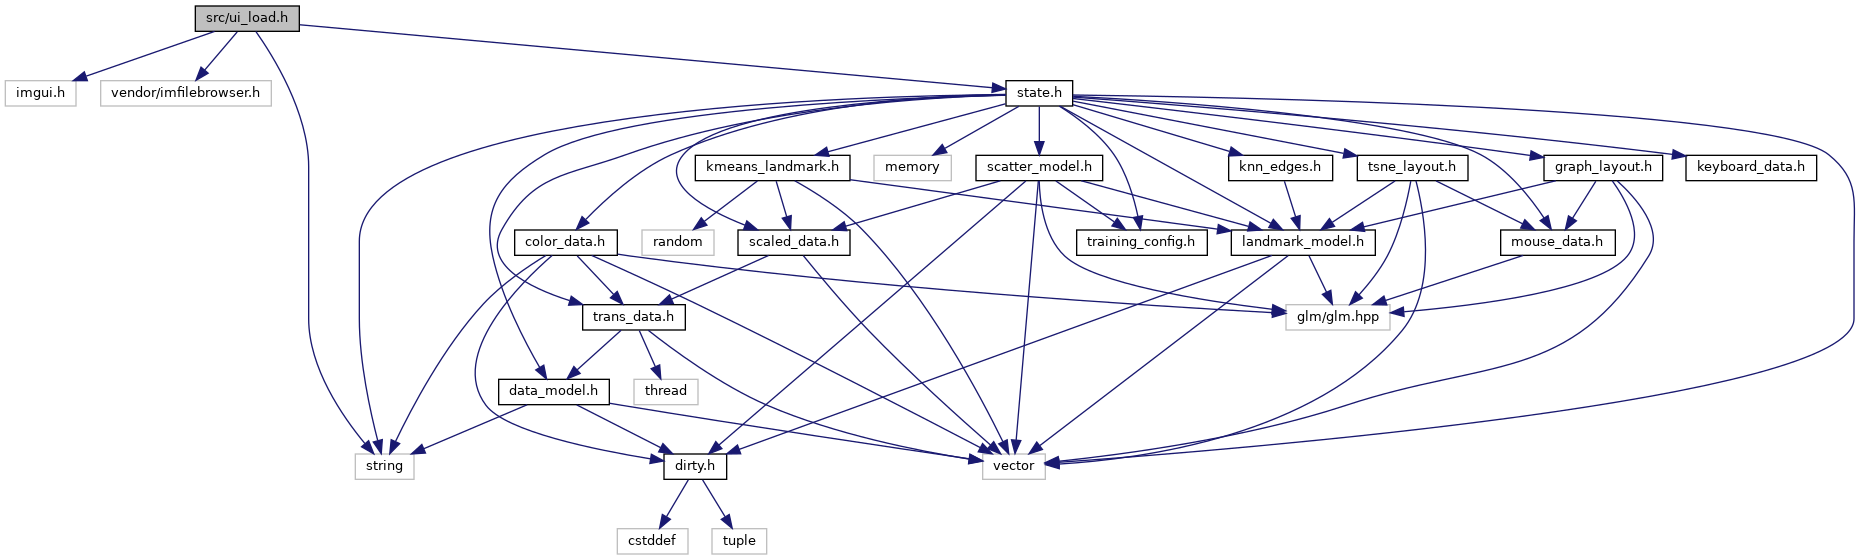 src/ui_load.h
imgui.h
vendor/imfilebrowser.h
state.h
kmeans_landmark.h
memory
scatter_model.h
knn_edges.h
tsne_layout.h
graph_layout.h
keyboard_data.h
color_data.h
random
scaled_data.h
training_config.h
landmark_model.h
mouse_data.h
trans_data.h
glm/glm.hpp
data_model.h
thread
string
dirty.h
vector
cstddef
tuple